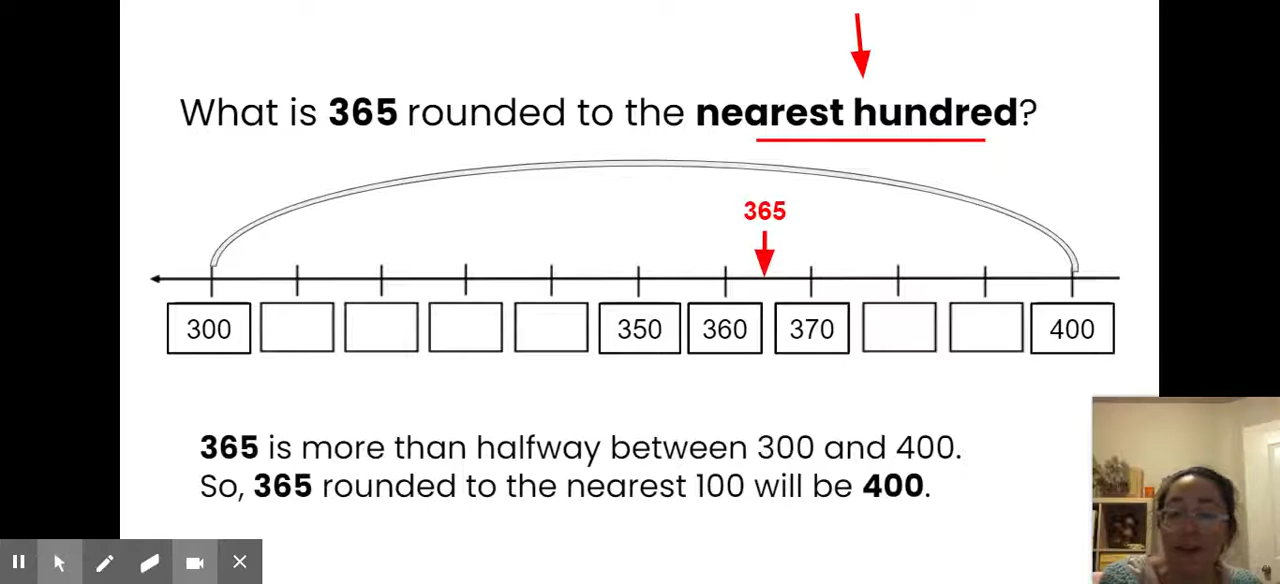 What is 365 rounded to the nearest hundred?
365
300 350 360 370 400
365 is more than halfway between 300 and 400.
So, 365 rounded to the nearest 100 will be 400.